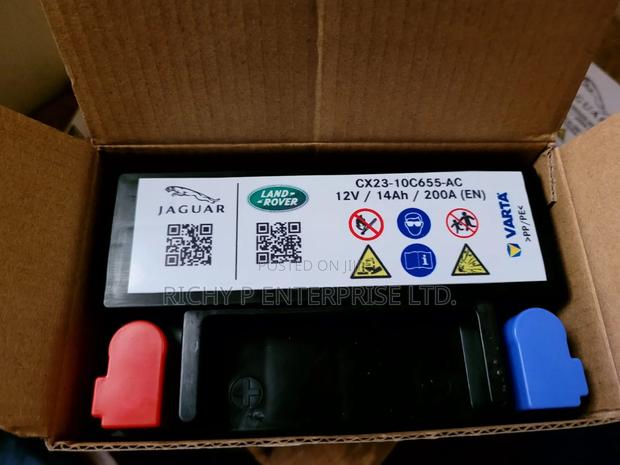 JAGUAR
LAND-
ROVER
CX23-10C655-AC
12V / 14Ah / 200A (EN)
VARTA
>PP/PE<
POSTED ON JIJI
RICHY P ENTERPRISE LTD.
JAGUAR